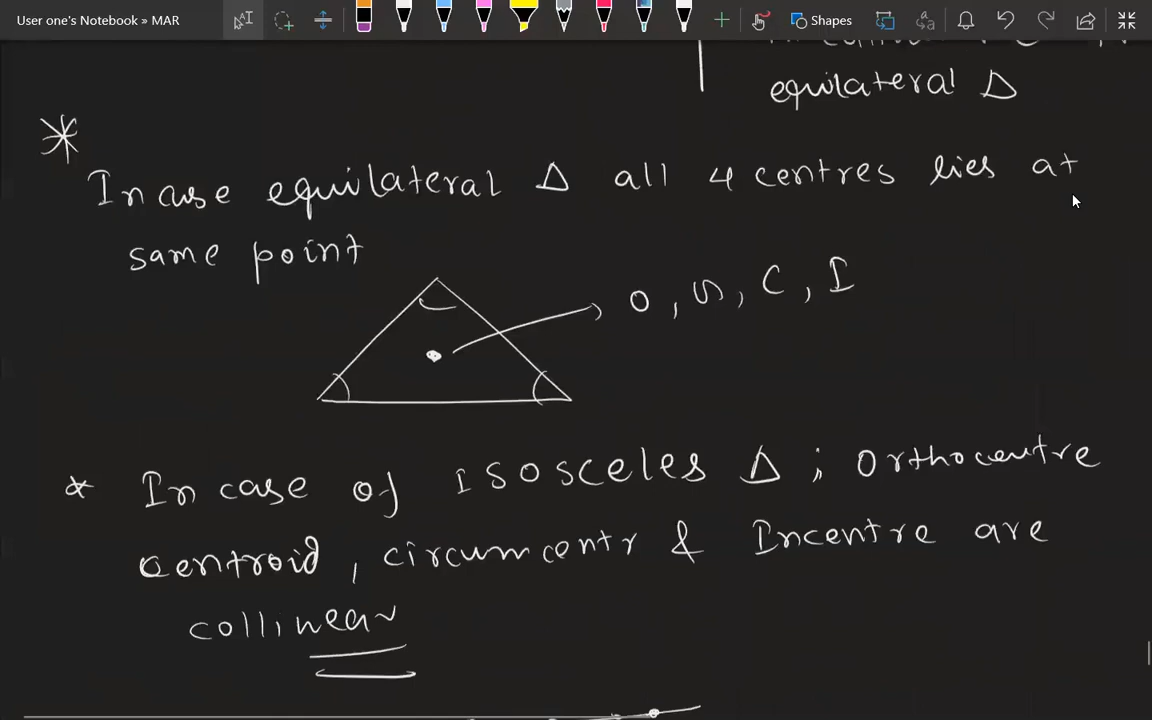 User one's Notebook » MAR
Shapes
equilateral Δ
*
In case equilateral Δ all 4 centres lies at
same point
O, G, C, I
* In case of isosceles Δ ; Orthocentre
centroid, circumcentr & Incentre are
collinear